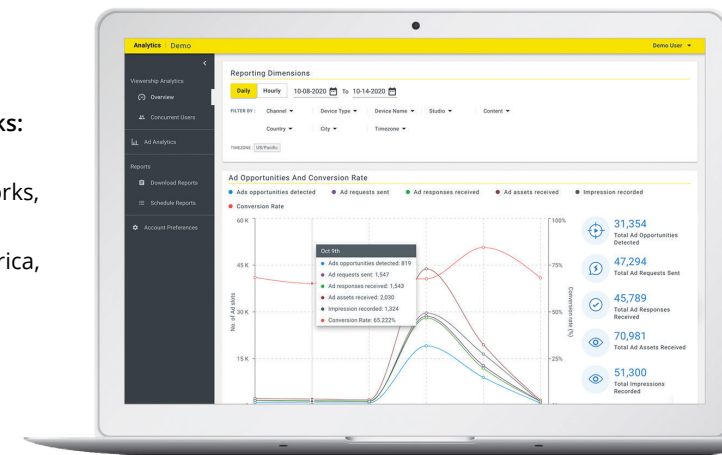 ks:
rks,
rica,
Analytics Demo
Demo User
Viewership Analytics
Overview
Concurrent Users
Ad Analytics
Reports
Download Reports
Schedule Reports
Account Preferences
Reporting Dimensions
Daily Hourly 10-08-2020 To 10-14-2020
FILTER BY : Channel Device Type Device Name Studio Content
Country City Timezone
TIMEZONE US/Pacific
Ad Opportunities And Conversion Rate
Ads opportunities detected Ad requests sent Ad responses received Ad assets received Impression recorded
Conversion Rate
60 K
45 K
30 K
15 K
No. of Ad slots
Oct 9th
Ads opportunities detected: 819
Ad requests sent: 1,547
Ad responses received: 1,543
Ad assets received: 2,030
Impression recorded: 1,324
Conversion Rate: 65.222%
100%
75%
50%
25%
Conversion rate (%)
31,354
Total Ad Opportunities
Detected
47,294
Total Ad Requests Sent
45,789
Total Ad Responses
Received
70,981
Total Ad Assets Received
51,300
Total Impressions
Recorded